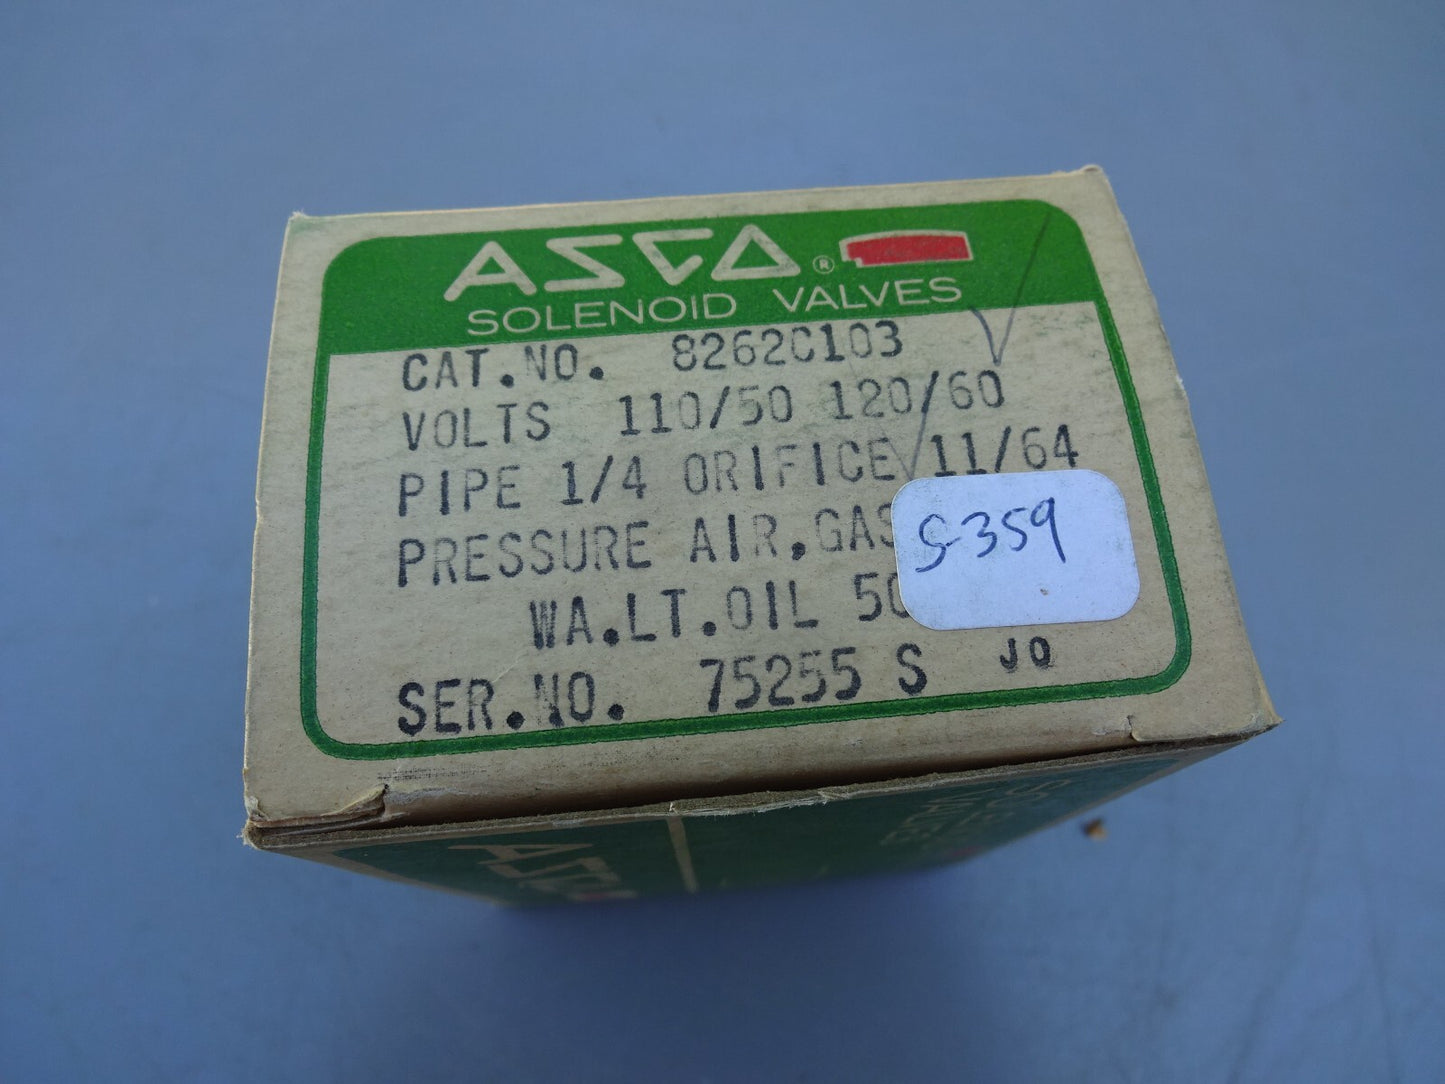 ASCO ®
SOLENOID VALVES
CAT.NO. 8262C103
VOLTS 110/50 120/60
PIPE 1/4 ORIFICE 11/64
PRESSURE AIR.GAS
S-359
WA.LT.OIL 50
SER.NO. 75255 S JO
ASCO